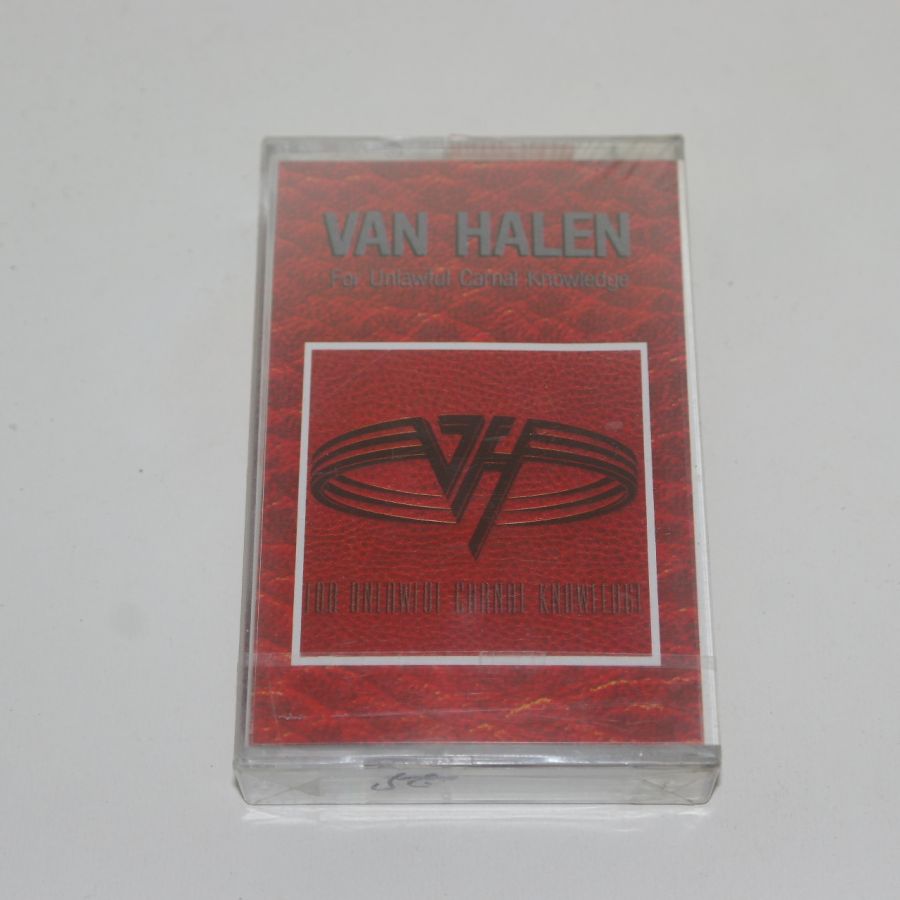 VAN HALEN
For Unlawful Carnal Knowledge
VH
FOR UNLAWFUL CARNAL KNOWLEDGE